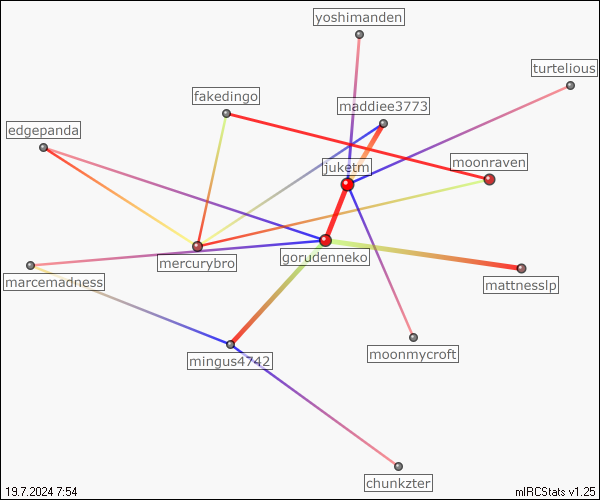 yoshimanden
turtelious
fakedingo
maddiee3773
edgepanda
juketm
moonraven
gorudenneko
mercurybro
marcemadness
mattnesslp
moonmycroft
mingus4742
chunkzter
19.7.2024 7:54
mIRCStats v1.25